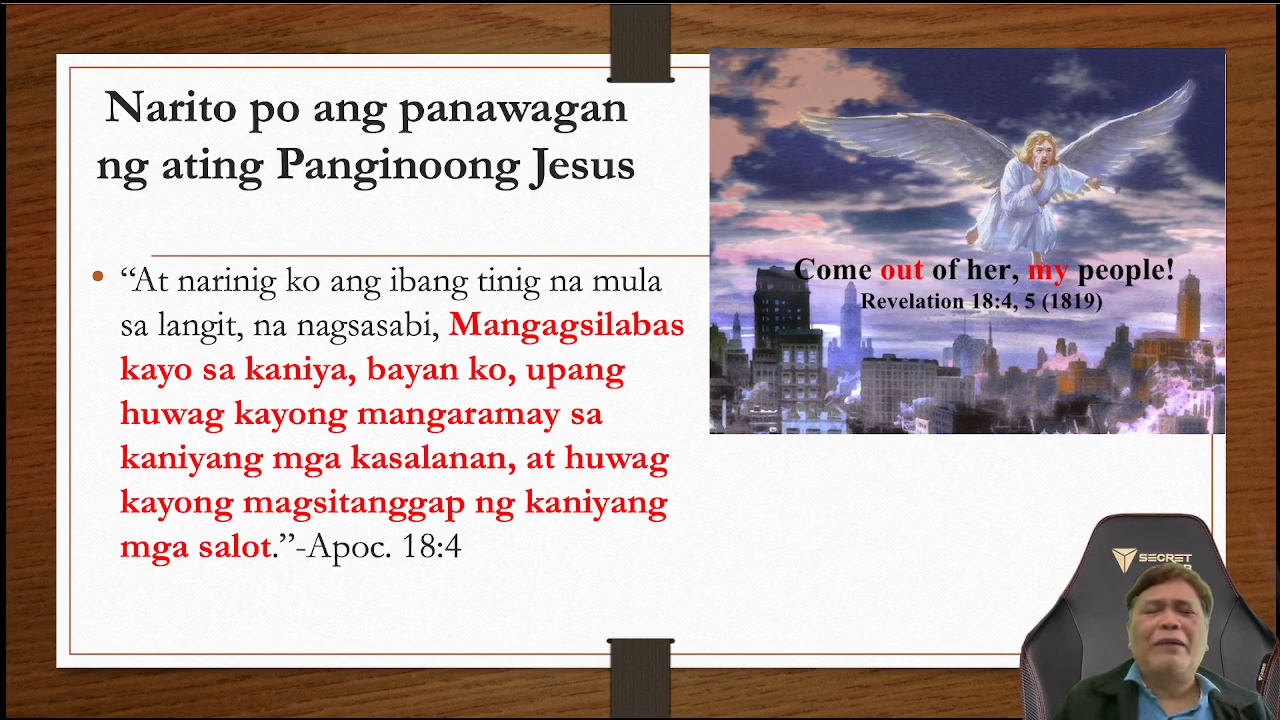 Narito po ang panawagan
ng ating Panginoong Jesus
“At narinig ko ang ibang tinig na mula
sa langit, na nagsasabi, Mangagsilabas
kayo sa kaniya, bayan ko, upang
huwag kayong mangaramay sa
kaniyang mga kasalanan, at huwag
kayong magsitanggap ng kaniyang
mga salot.”-Apoc. 18:4
Come out of her, my people!
Revelation 18:4, 5 (1819)
SECRET